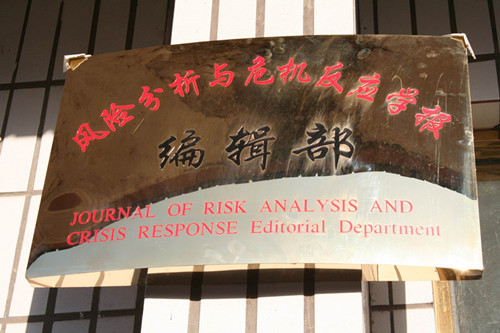 风险分析与危机反应学报
编辑部
JOURNAL OF RISK ANALYSIS AND
CRISIS RESPONSE Editorial Department